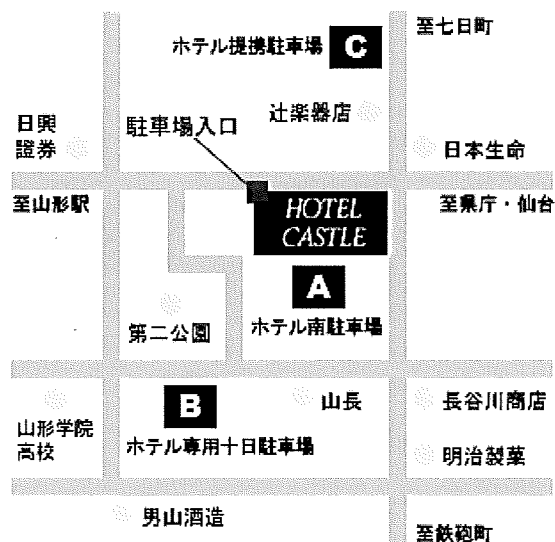 至七日町
ホテル提携駐車場
C
辻楽器店
駐車場入口
日興
證券
日本生命
至山形駅
HOTEL
CASTLE
至県庁・仙台
A
ホテル南駐車場
第二公園
B
山長
長谷川商店
山形学院
高校
ホテル専用十日駐車場
明治製菓
男山酒造
至鉄砲町